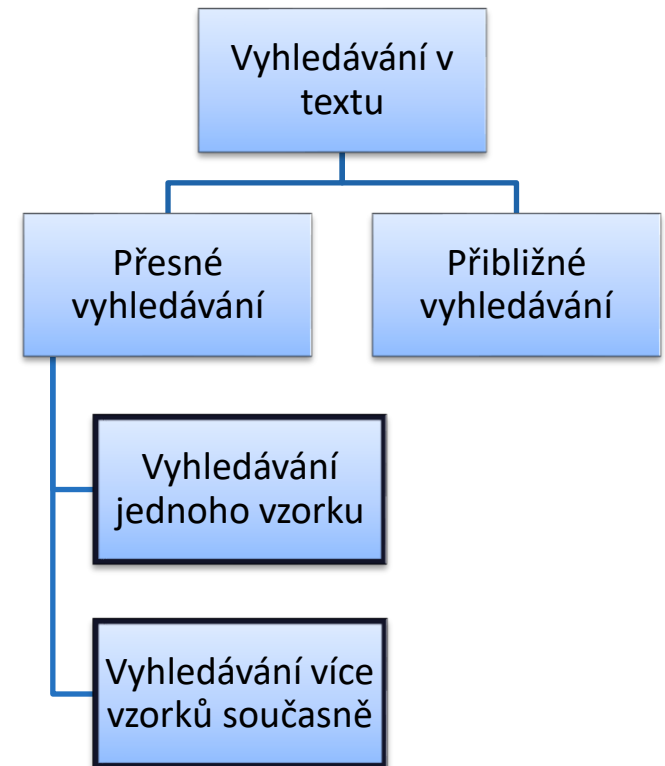 Vyhledávání v
textu
Přesné
vyhledávání
Přibližné
vyhledávání
Vyhledávání
jednoho vzorku
Vyhledávání více
vzorků současně